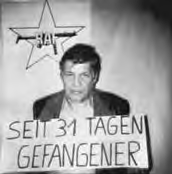 RAF
SEIT 31 TAGEN
GEFANGENER